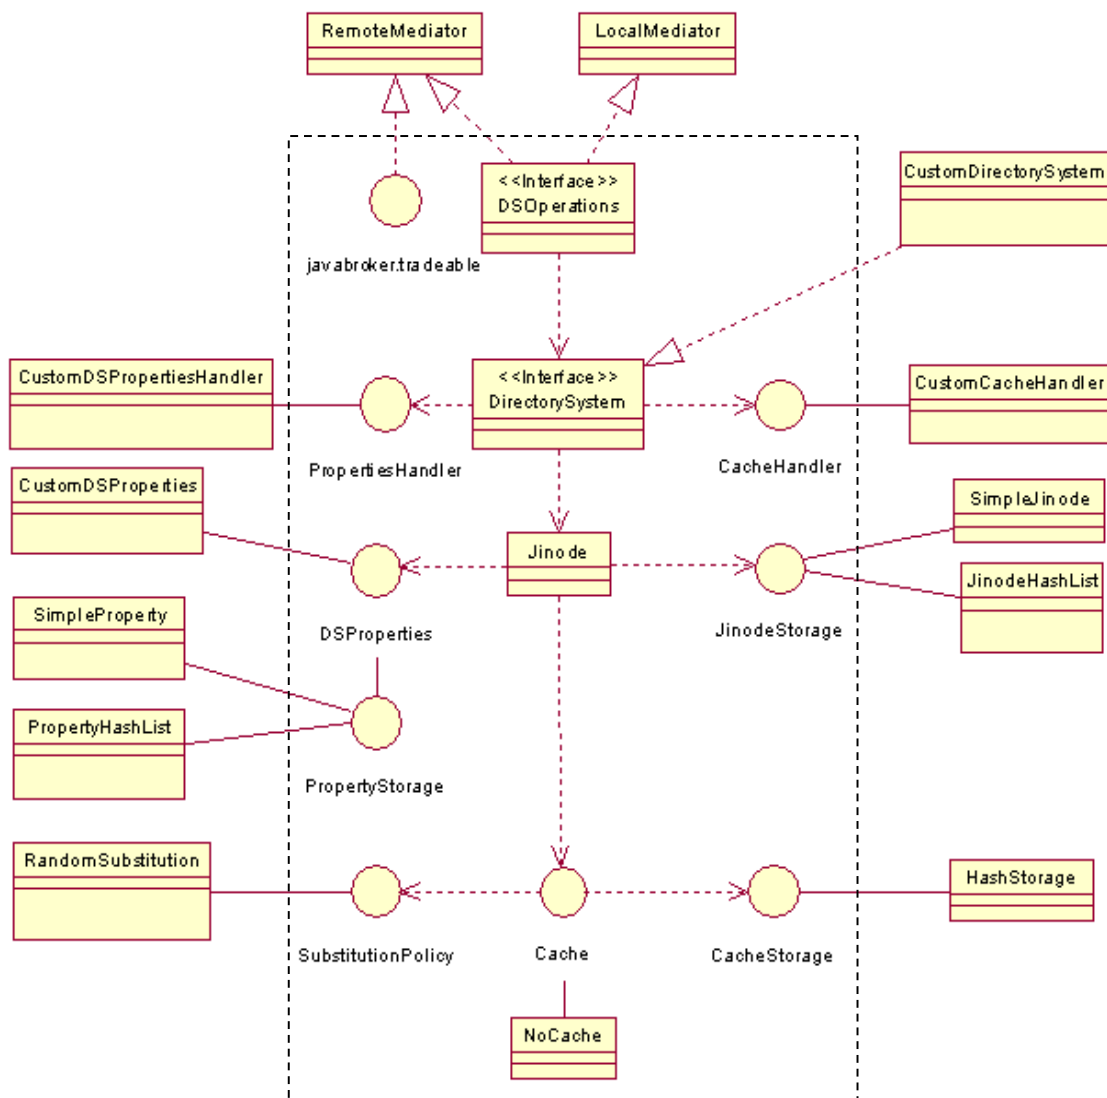 RemoteMediator
LocalMediator
<<Interface>>
DSOperations
CustomDirectorySystem
javabroker.tradeable
CustomDSPropertiesHandler
<<Interface>>
DirectorySystem
CustomCacheHandler
PropertiesHandler
CacheHandler
CustomDSProperties
SimpleJinode
Jinode
JinodeHashList
SimpleProperty
DSProperties
JinodeStorage
PropertyHashList
PropertyStorage
RandomSubstitution
HashStorage
SubstitutionPolicy
Cache
CacheStorage
NoCache